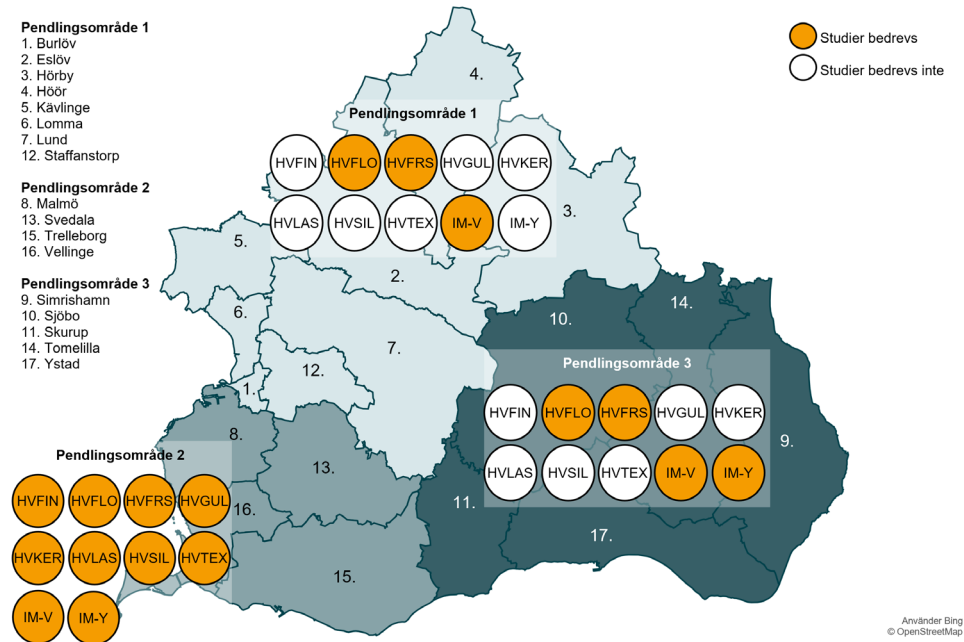 Pendlingsområde 1
1. Burlöv
2. Eslöv
3. Hörby
4. Höör
5. Kävlinge
6. Lomma
7. Lund
12. Staffanstorp
Pendlingsområde 2
8. Malmö
13. Svedala
15. Trelleborg
16. Vellinge
Pendlingsområde 3
9. Simrishamn
10. Sjöbo
11. Skurup
14. Tomelilla
17. Ystad
Studier bedrevs
Studier bedrevs inte
4.
Pendlingsområde 1
HVFIN HVFLO HVFRS HVGUL HVKER
HVLAS HVSIL HVTEX IM-V IM-Y
3.
5.
2.
6.
7.
12.
1.
10.
14.
Pendlingsområde 3
HVFIN HVFLO HVFRS HVGUL HVKER
HVLAS HVSIL HVTEX IM-V IM-Y
9.
11.
17.
8.
13.
Pendlingsområde 2
HVFIN HVFLO HVFRS HVGUL
HVKER HVLAS HVSIL HVTEX
IM-V IM-Y
16.
15.
Använder Bing
© OpenStreetMap